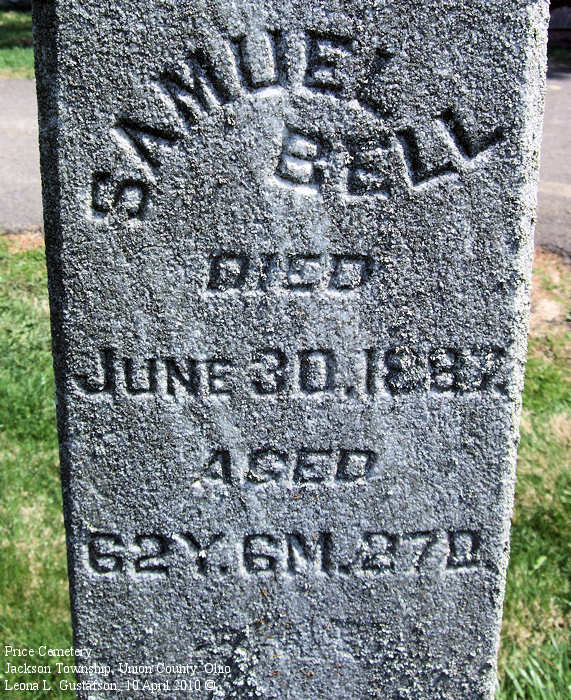 SAMUEL
BELL
DIED
JUNE 30, 1887.
AGED
62Y. 6M. 27D.
Price Cemetery
Jackson Township, Union County, Ohio
Leona L. Gustafson, 10 April 2010 ©